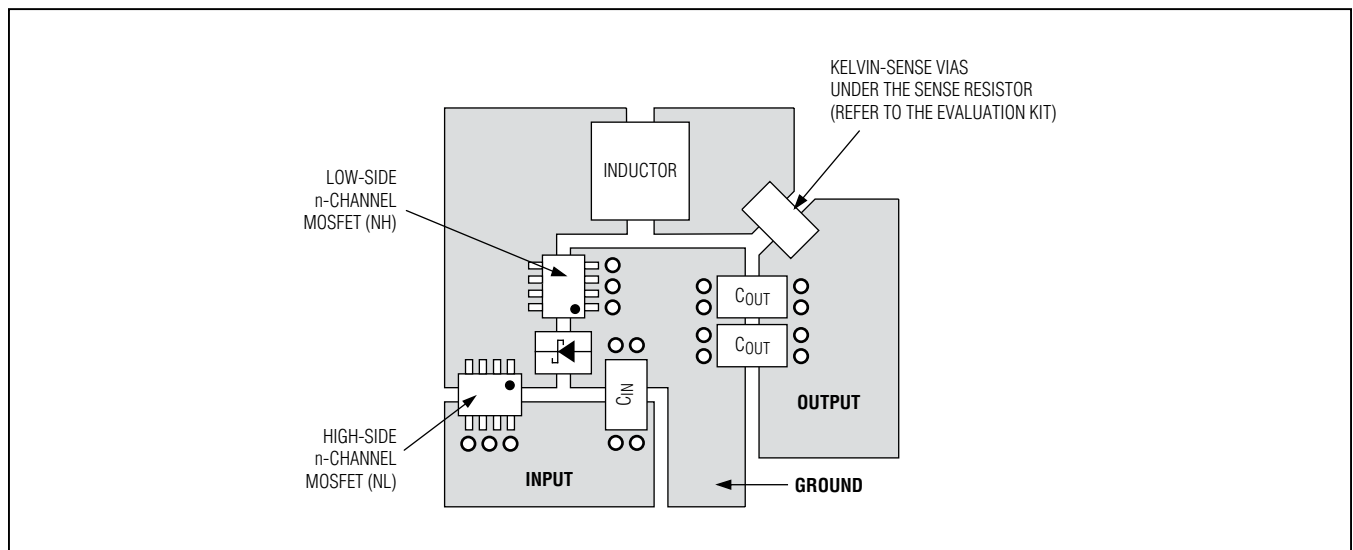 KELVIN-SENSE VIAS
UNDER THE SENSE RESISTOR
(REFER TO THE EVALUATION KIT)
INDUCTOR
LOW-SIDE
n-CHANNEL
MOSFET (NH)
COUT
COUT
CIN
OUTPUT
HIGH-SIDE
n-CHANNEL
MOSFET (NL)
INPUT
GROUND